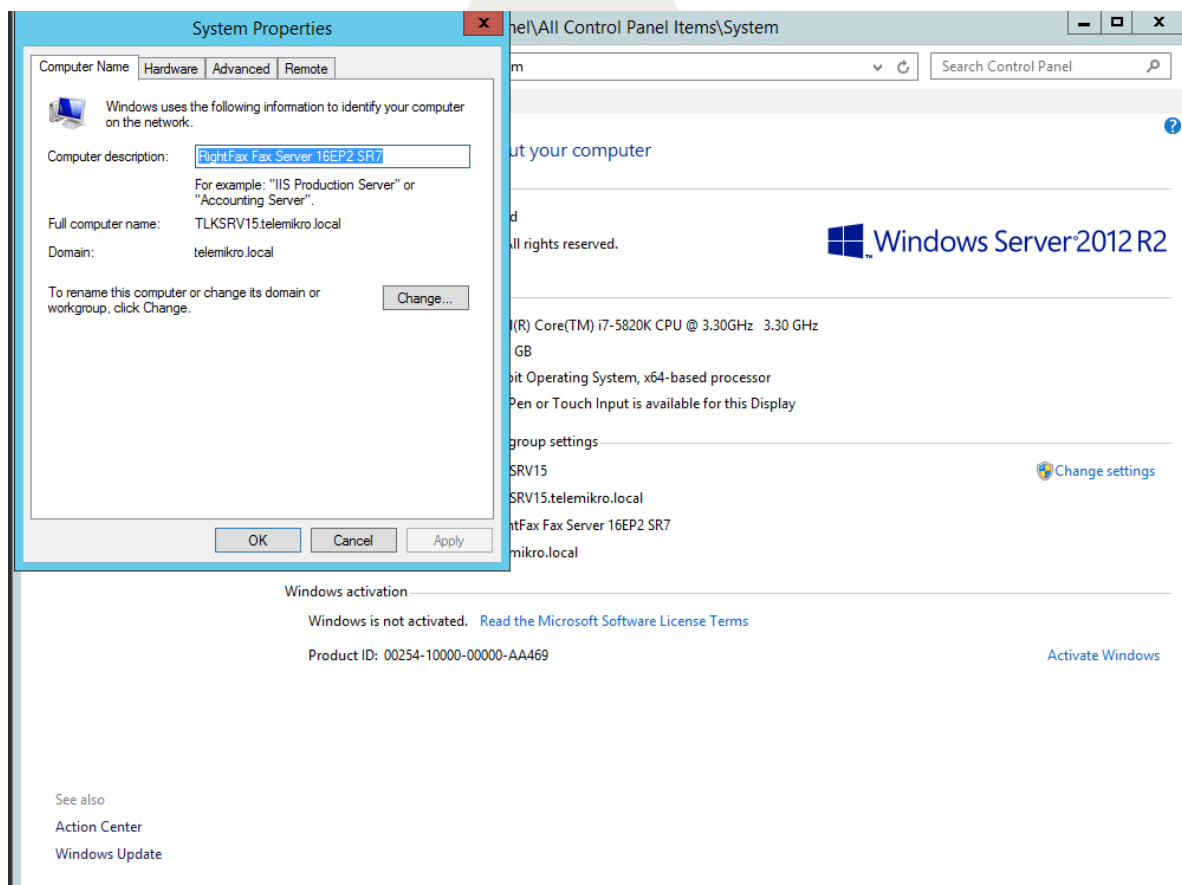 System Properties
x
nel\All Control Panel Items\System
x
Computer Name Hardware Advanced Remote
m
Search Control Panel
Windows uses the following information to identify your computer
on the network.
?
Computer description: RightFax Fax Server 16EP2 SR7
ut your computer
For example: "IIS Production Server" or
"Accounting Server".
Full computer name: TLKSRV15.telemikro.local
Domain: telemikro.local
To rename this computer or change its domain or
workgroup, click Change.
Change...
OK Cancel Apply
d
All rights reserved.
Windows Server 2012 R2
l(R) Core(TM) i7-5820K CPU @ 3.30GHz 3.30 GHz
GB
bit Operating System, x64-based processor
Pen or Touch Input is available for this Display
group settings
SRV15
Change settings
SRV15.telemikro.local
htFax Fax Server 16EP2 SR7
mikro.local
Windows activation
Windows is not activated. Read the Microsoft Software License Terms
Product ID: 00254-10000-00000-AA469
Activate Windows
See also
Action Center
Windows Update